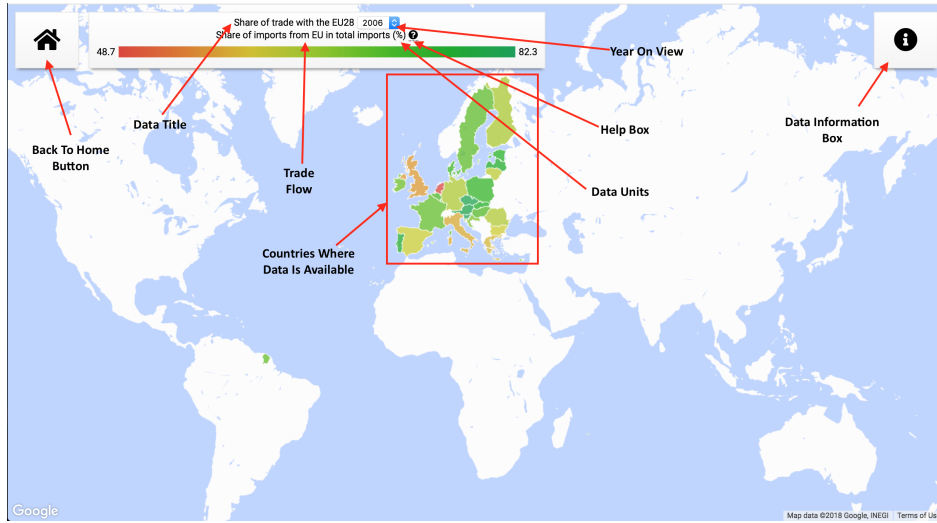 Share of trade with the EU28 2006
Share of imports from EU in total imports (%) ?
48.7 82.3
Year On View
Data Title
Help Box
Data Information
Box
Back To Home
Button
Trade
Flow
Data Units
Countries Where
Data Is Available
Google
Map data ©2018 Google, INEGI Terms of Us